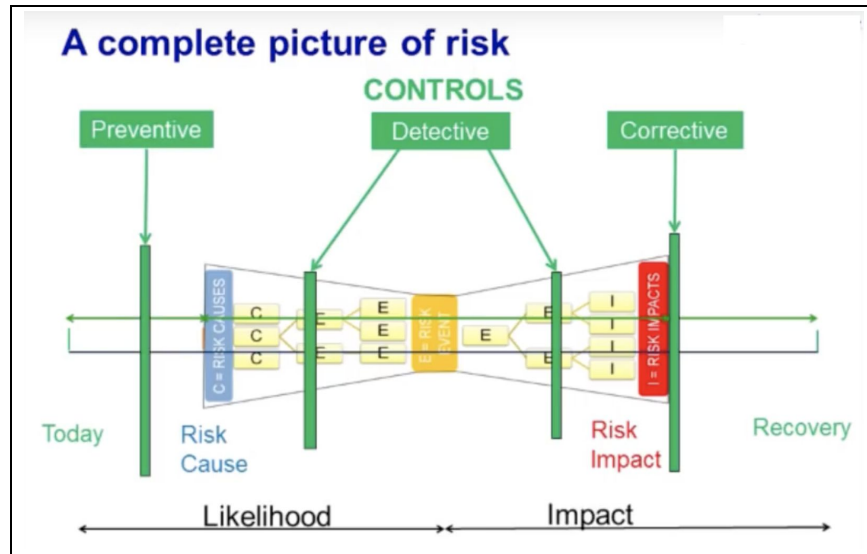 A complete picture of risk
CONTROLS
Preventive
Detective
Corrective
C = RISK CAUSES
C
C
C
E
E
E
E
E
E = RISK EVENT
E
E
E
I
I
I
I
I = RISK IMPACTS
Today
Risk
Cause
Risk
Impact
Recovery
Likelihood
Impact